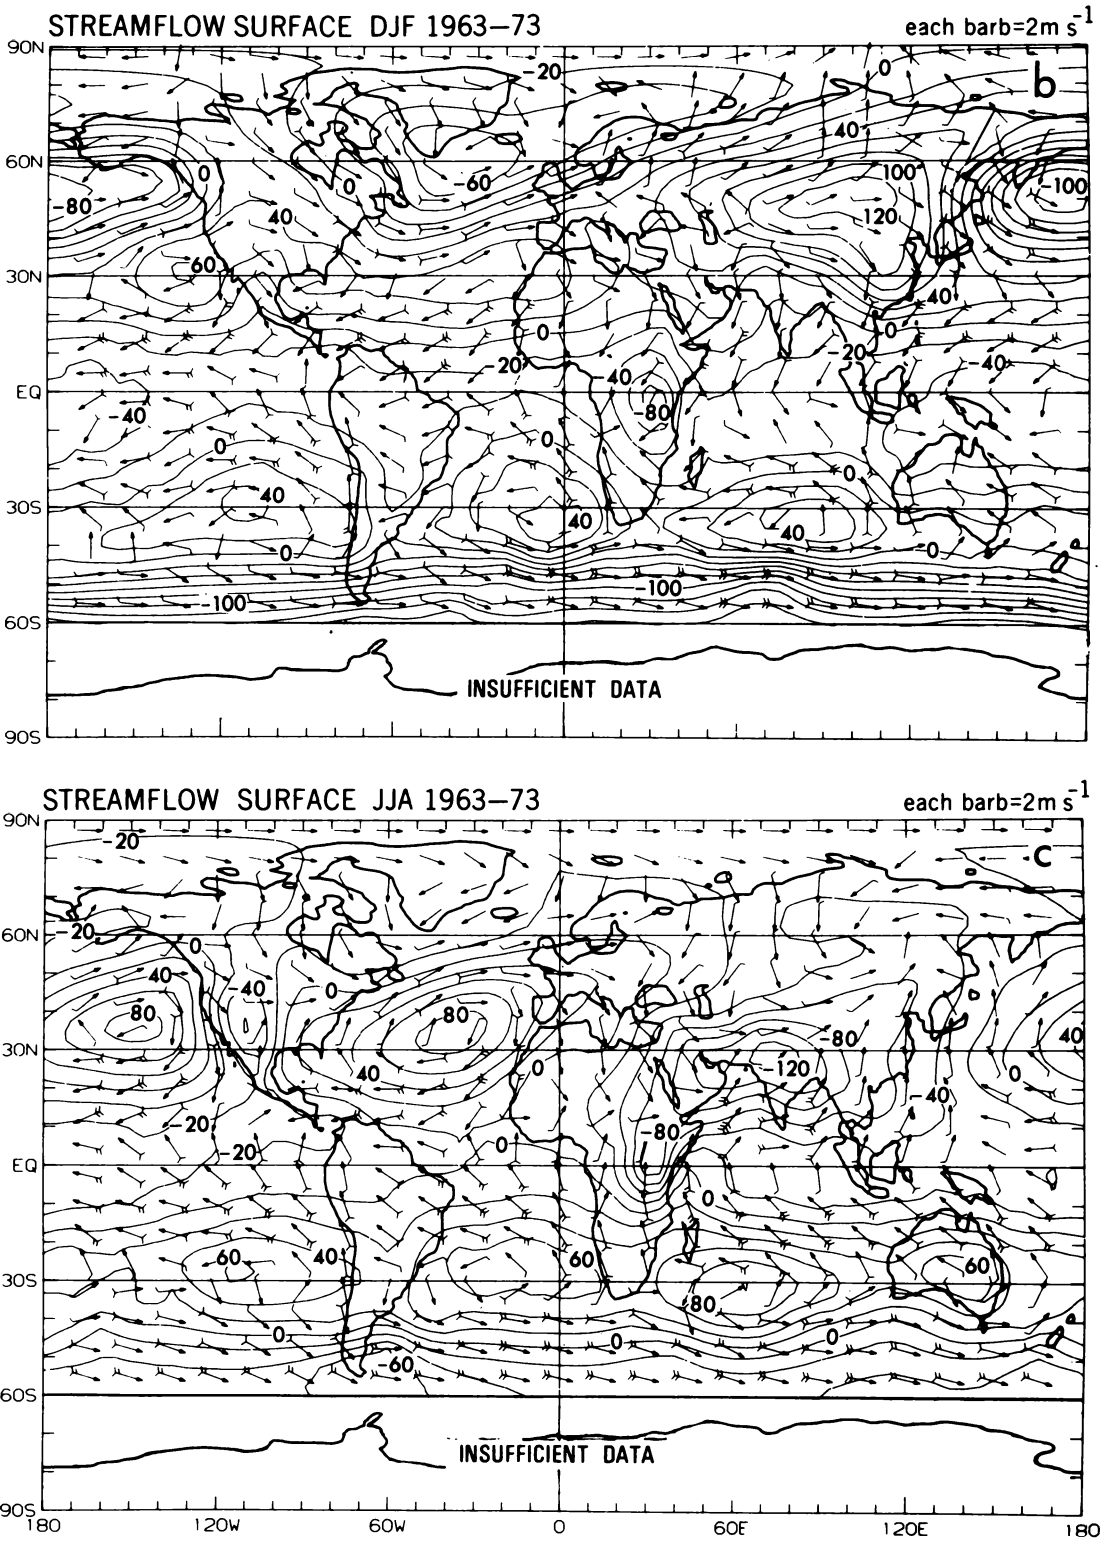 STREAMFLOW SURFACE DJF 1963–73 each barb=2m s⁻¹
90N
-20
0
b
40
60N
0
0
-60
100
-100
-80
40
120
60
30N
40
0
0
-20
-20
-40
-40
EQ
-40
-80
0
0
0
40
30S
40
40
0
0
-100
-100
60S
INSUFFICIENT DATA
90S
STREAMFLOW SURFACE JJA 1963–73 each barb=2m s⁻¹
90N
-20
c
60N
-20
0
40
-40
0
80
80
-80
40
30N
40
0
-120
0
-40
-20
-80
-20
0
EQ
0
60
40
60
60
30S
80
0
0
0
-60
60S
INSUFFICIENT DATA
90S
180 120W 60W 0 60E 120E 180